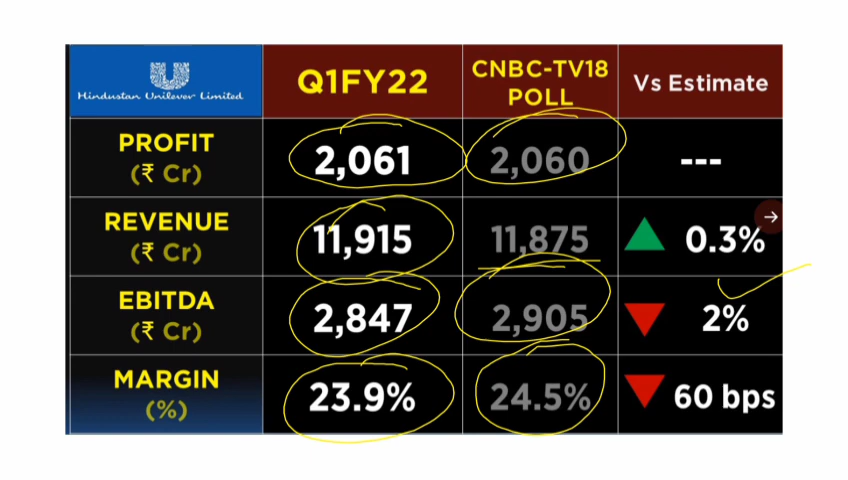 Hindustan Unilever Limited
Q1FY22
CNBC-TV18
POLL
Vs Estimate
PROFIT
(₹ Cr)
2,061
2,060
---
REVENUE
(₹ Cr)
11,915
11,875
0.3%
EBITDA
(₹ Cr)
2,847
2,905
2%
MARGIN
(%)
23.9%
24.5%
60 bps